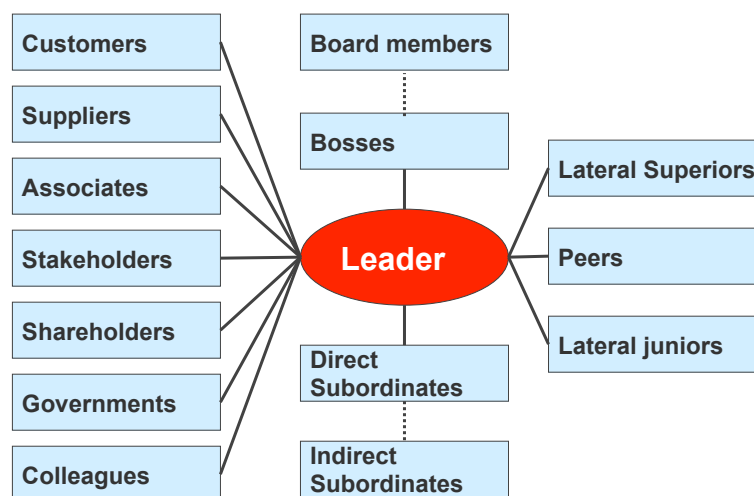 Customers
Suppliers
Associates
Stakeholders
Shareholders
Governments
Colleagues
Board members
Bosses
Leader
Direct
Subordinates
Indirect
Subordinates
Lateral Superiors
Peers
Lateral juniors